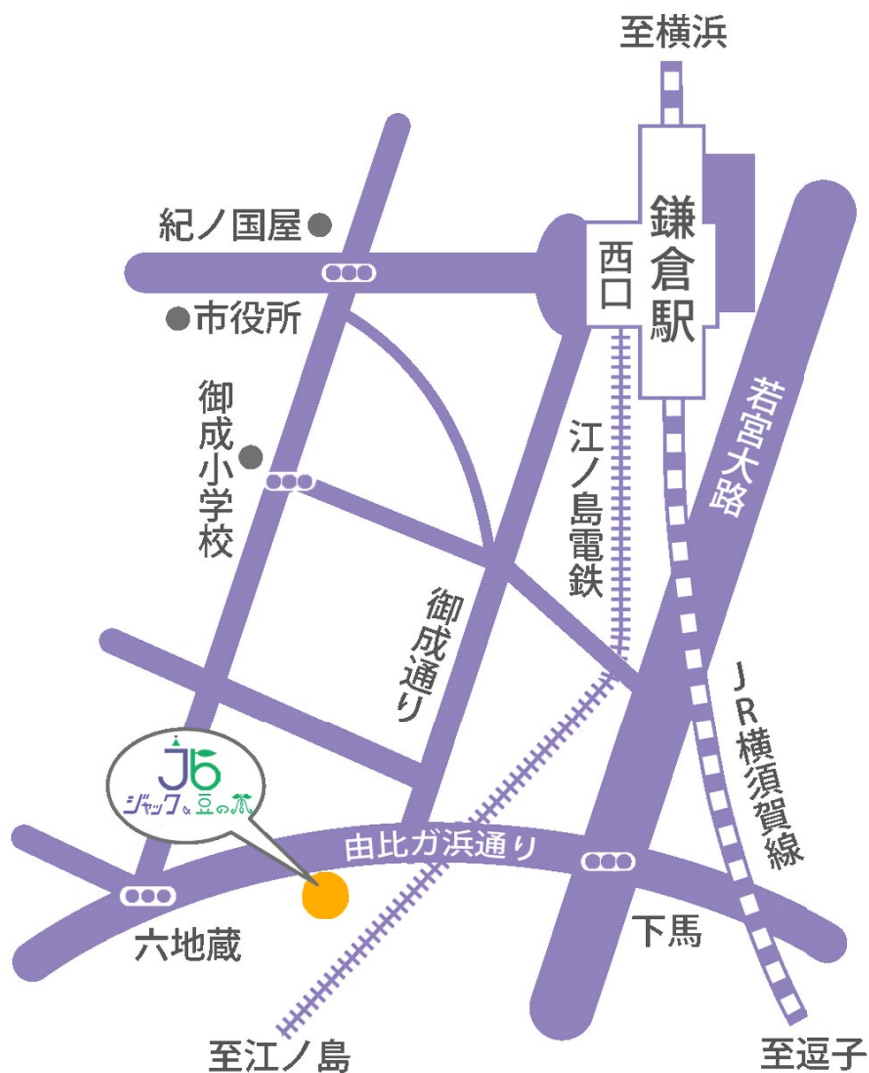 至横浜
紀ノ国屋
鎌倉駅
西口
市役所
御成小学校
江ノ島電鉄
若宮大路
御成通り
JR横須賀線
Jb
ジャック&豆の木
由比ガ浜通り
六地蔵
下馬
至江ノ島
至逗子